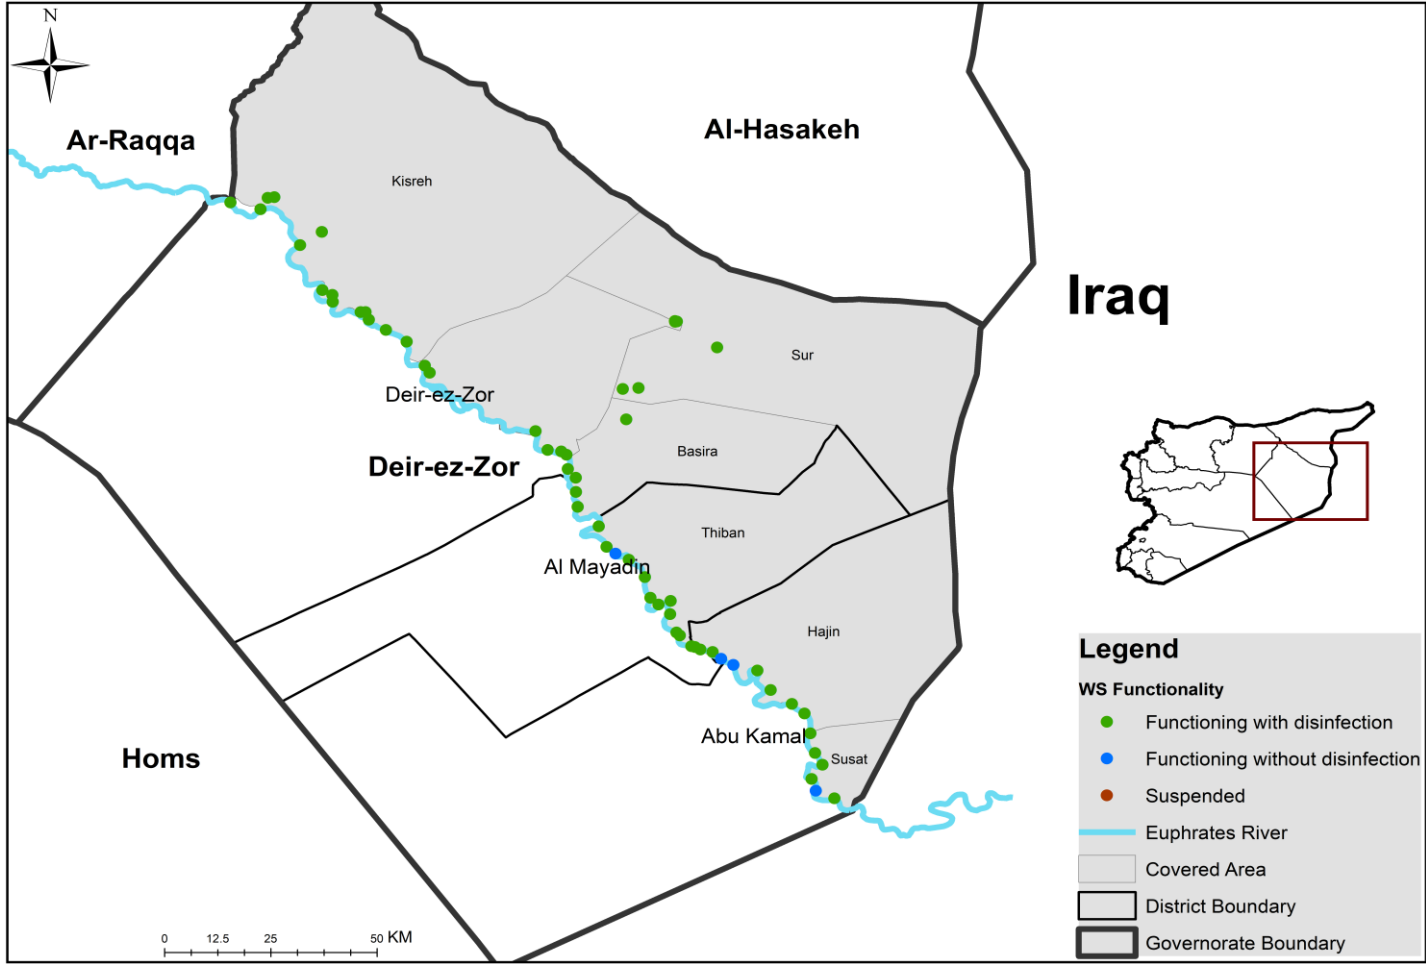 N
Ar-Raqqa
Al-Hasakeh
Kisreh
Iraq
Sur
Deir-ez-Zor
Deir-ez-Zor
Basira
Thiban
Al Mayadin
Hajin
Abu Kamal
Susat
Homs
0 12.5 25 50 KM
Legend
WS Functionality
Functioning with disinfection
Functioning without disinfection
Suspended
Euphrates River
Covered Area
District Boundary
Governorate Boundary